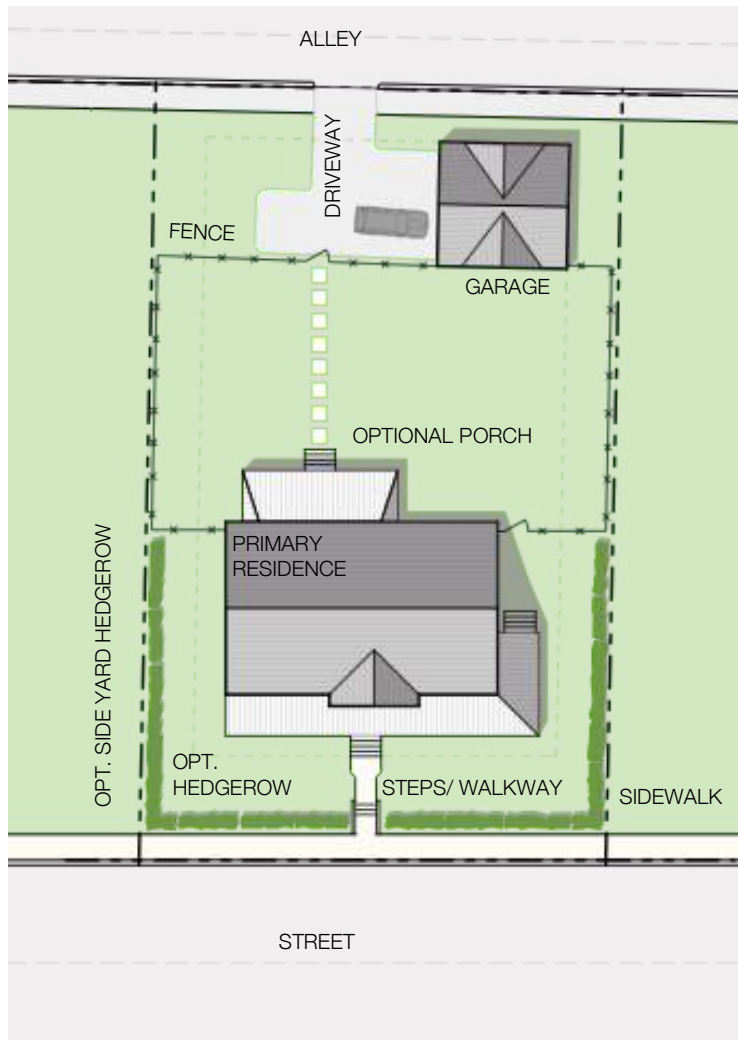 ALLEY
DRIVEWAY
FENCE
GARAGE
OPTIONAL PORCH
PRIMARY
RESIDENCE
OPT. SIDE YARD HEDGEROW
OPT.
HEDGEROW
STEPS/ WALKWAY
SIDEWALK
STREET